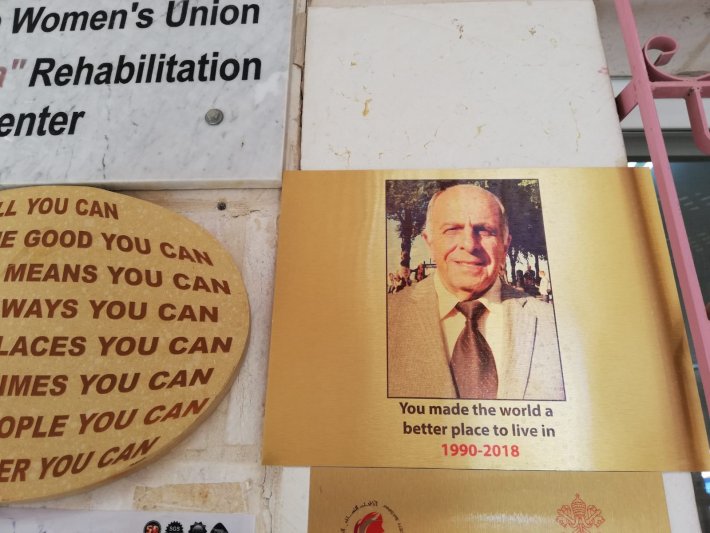 Women's Union
" Rehabilitation
enter
LL YOU CAN
E GOOD YOU CAN
MEANS YOU CAN
WAYS YOU CAN
LACES YOU CAN
IMES YOU CAN
OPLE YOU CAN
ER YOU CAN
You made the world a
better place to live in
1990-2018
SGS